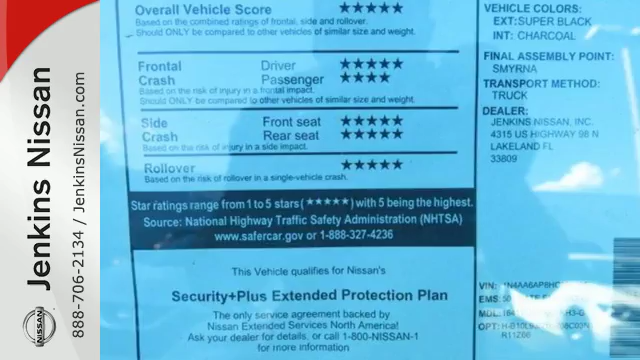 Jenkins Nissan
888-706-2134 / JenkinsNissan.com
NISSAN
Overall Vehicle Score ★★★★★
Based on the combined ratings of frontal, side and rollover.
Should ONLY be compared to other vehicles of similar size and weight.
Frontal Driver ★★★★★
Crash Passenger ★★★★
Based on the risk of injury in a frontal impact.
Should ONLY be compared to other vehicles of similar size and weight.
Side Front seat ★★★★★
Crash Rear seat ★★★★★
Based on the risk of injury in a side impact.
Rollover ★★★★★
Based on the risk of rollover in a single-vehicle crash.
Star ratings range from 1 to 5 stars (★★★★★) with 5 being the highest.
Source: National Highway Traffic Safety Administration (NHTSA)
www.safercar.gov or 1-888-327-4236
This Vehicle qualifies for Nissan's
Security+Plus Extended Protection Plan
The only service agreement backed by
Nissan Extended Services North America!
Ask your dealer for details, or call 1-800-NISSAN-1
for more information
VEHICLE COLORS:
EXT:SUPER BLACK
INT: CHARCOAL
FINAL ASSEMBLY POINT:
SMYRNA
TRANSPORT METHOD:
TRUCK
DEALER:
JENKINS NISSAN, INC.
4315 US HIGHWAY 98 N
LAKELAND FL
33809
VIN:
EMS:
MDL:
OPT: